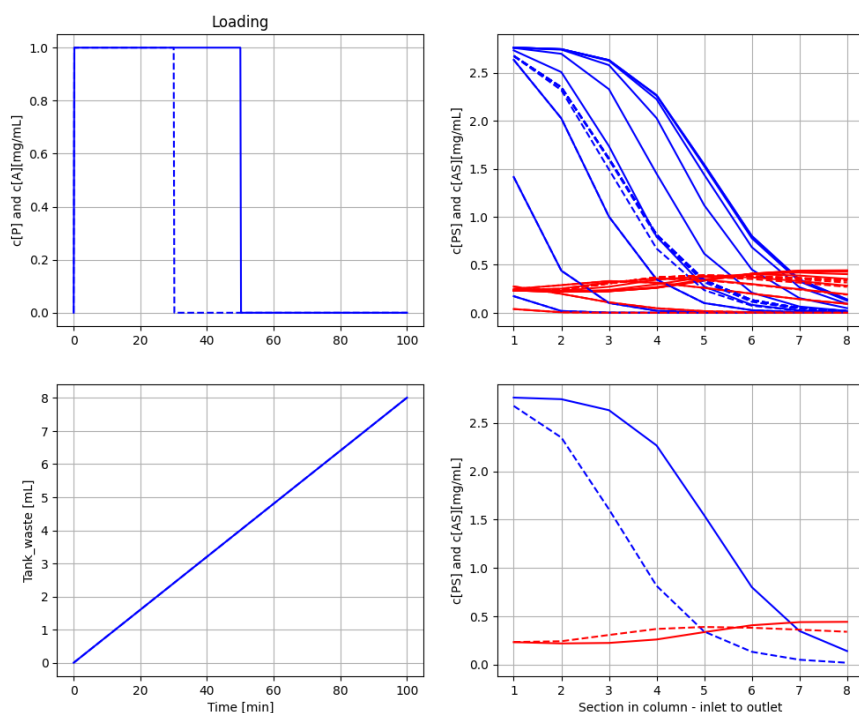 Loading
c[P] and c[A][mg/mL]
1.0
0.8
0.6
0.4
0.2
0.0
0 20 40 60 80 100
c[PS] and c[AS][mg/mL]
2.5
2.0
1.5
1.0
0.5
0.0
1 2 3 4 5 6 7 8
Tank_waste [mL]
8
7
6
5
4
3
2
1
0
0 20 40 60 80 100
Time [min]
c[PS] and c[AS][mg/mL]
2.5
2.0
1.5
1.0
0.5
0.0
1 2 3 4 5 6 7 8
Section in column - inlet to outlet